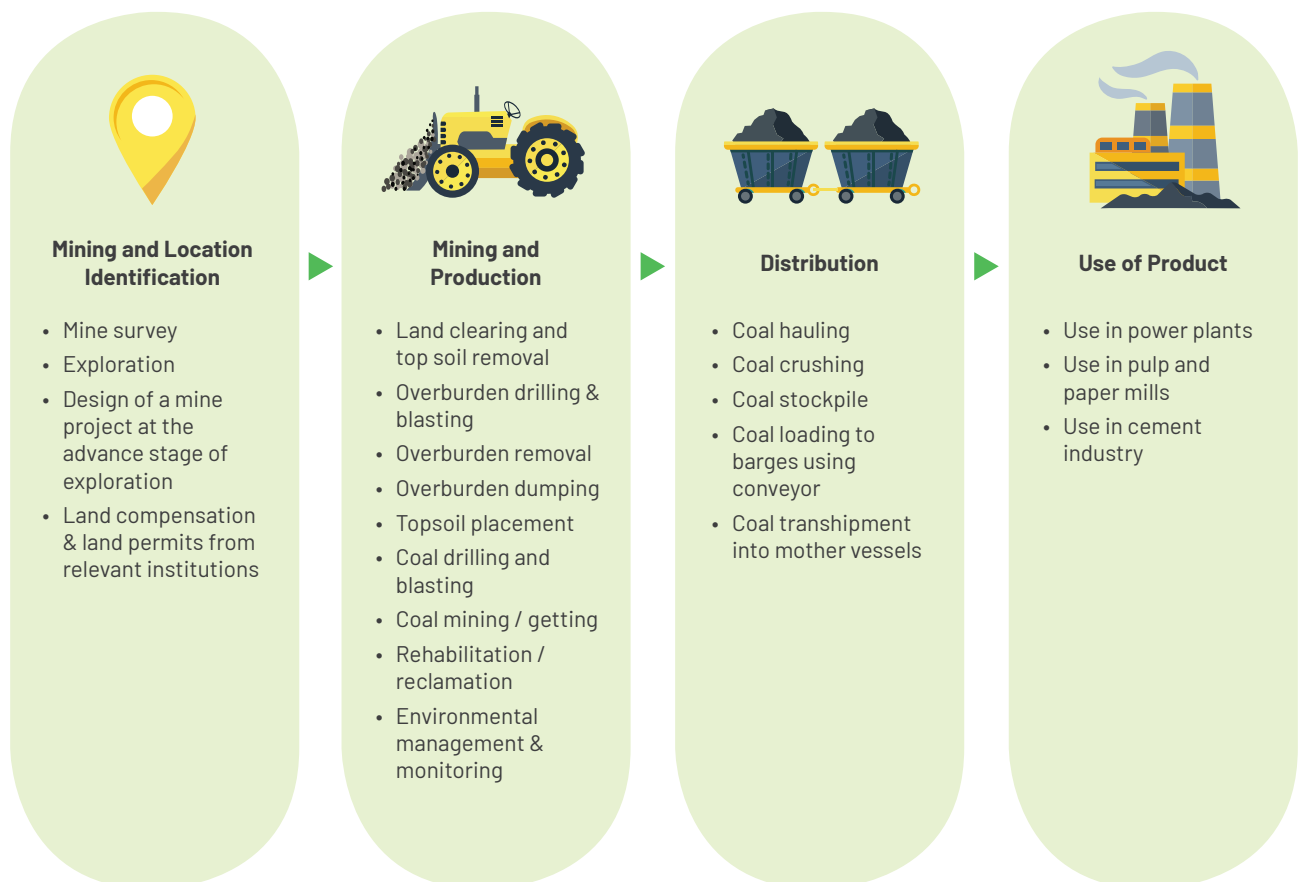 Mining and Location
Identification
• Mine survey
• Exploration
• Design of a mine
project at the
advance stage of
exploration
• Land compensation
& land permits from
relevant institutions
Mining and
Production
• Land clearing and
top soil removal
• Overburden drilling &
blasting
• Overburden removal
• Overburden dumping
• Topsoil placement
• Coal drilling and
blasting
• Coal mining / getting
• Rehabilitation /
reclamation
• Environmental
management &
monitoring
Distribution
• Coal hauling
• Coal crushing
• Coal stockpile
• Coal loading to
barges using
conveyor
• Coal transhipment
into mother vessels
Use of Product
• Use in power plants
• Use in pulp and
paper mills
• Use in cement
industry